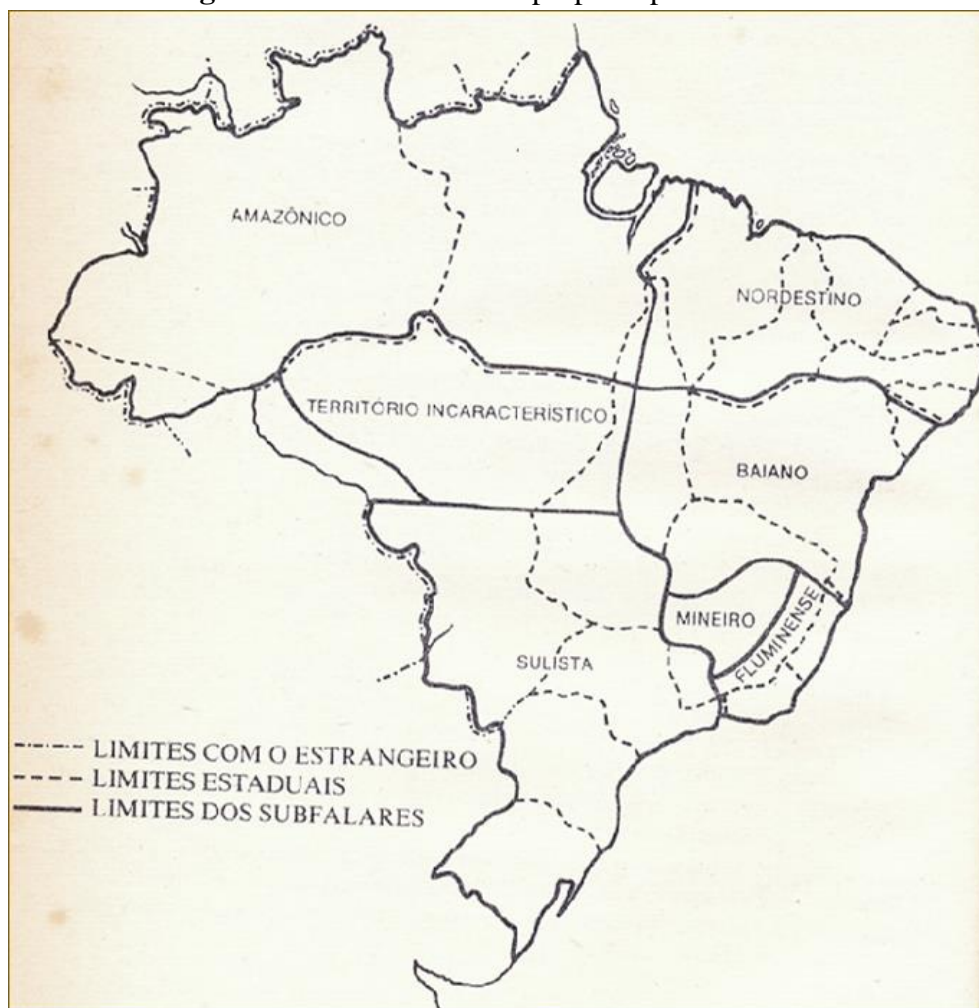 AMAZÔNICO
NORDESTINO
TERRITÓRIO INCARACTERÍSTICO
BAIANO
MINEIRO
FLUMINENSE
SULISTA
LIMITES COM O ESTRANGEIRO
LIMITES ESTADUAIS
LIMITES DOS SUBFALARES